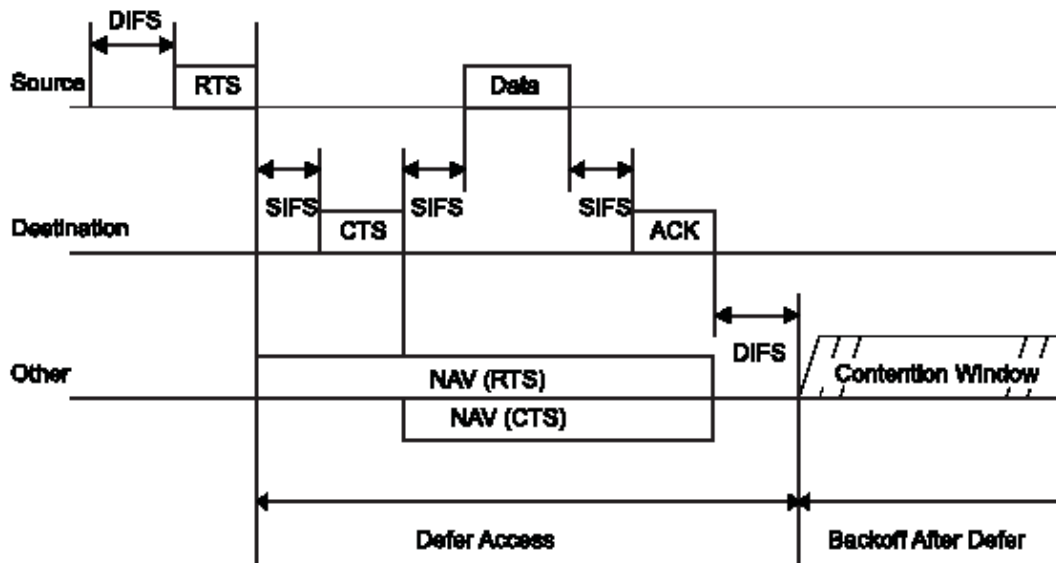 DIFS
Source
RTS
Data
SIFS
SIFS
SIFS
Destination
CTS
ACK
DIFS
Other
NAV (RTS)
Contention Window
NAV (CTS)
Defer Access
Backoff After Defer